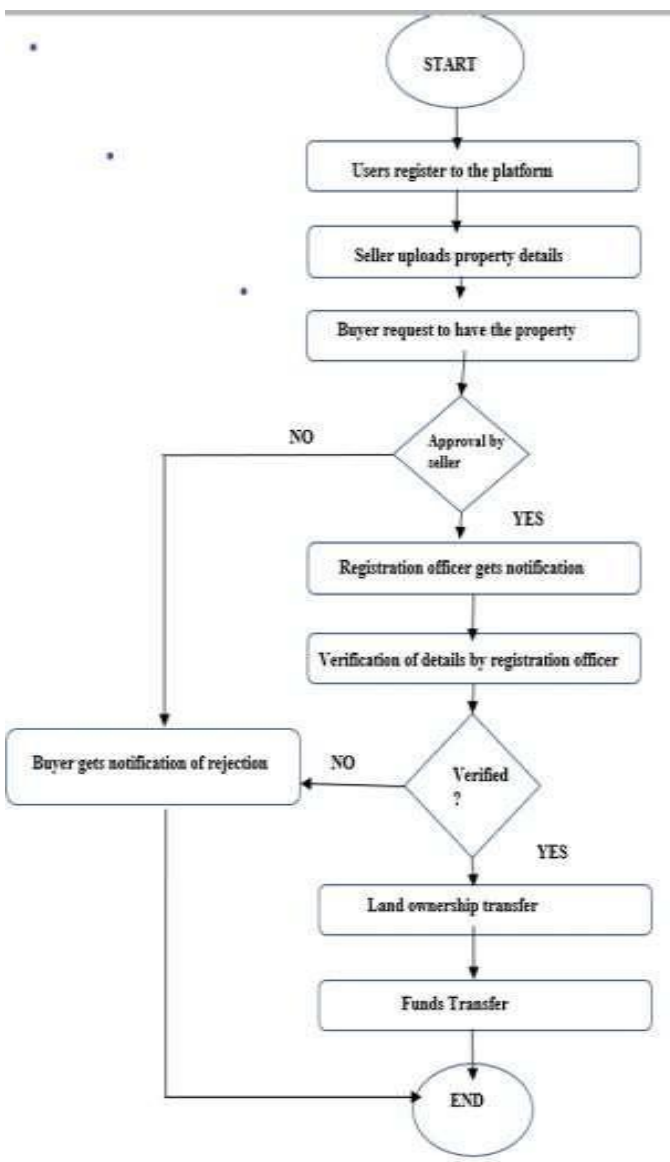 START
Users register to the platform
Seller uploads property details
Buyer request to have the property
NO
Approval by
seller
YES
Registration officer gets notification
Verification of details by registration officer
Buyer gets notification of rejection
NO
Verified
?
YES
Land ownership transfer
Funds Transfer
END